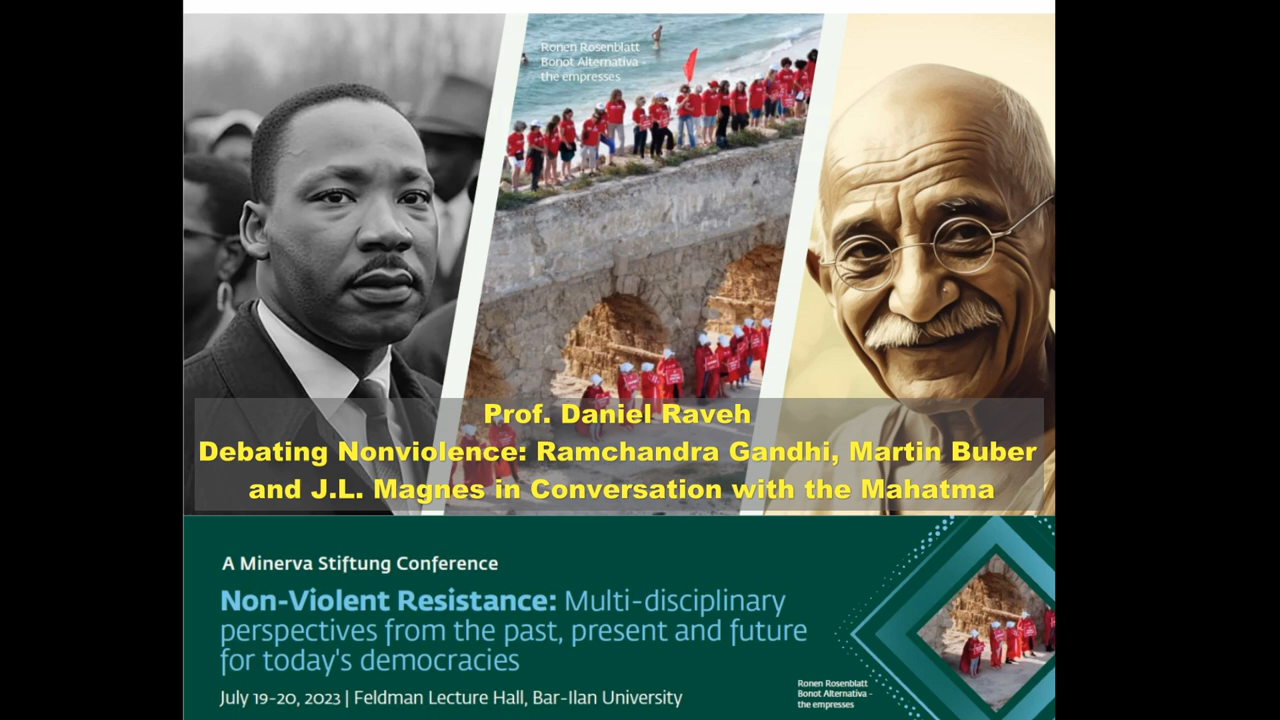 Ronen Rosenblatt
Bonot Alternativa -
the empresses
Prof. Daniel Raveh
Debating Nonviolence: Ramchandra Gandhi, Martin Buber
and J.L. Magnes in Conversation with the Mahatma
A Minerva Stiftung Conference
Non-Violent Resistance: Multi-disciplinary
perspectives from the past, present and future
for today's democracies
July 19-20, 2023 | Feldman Lecture Hall, Bar-Ilan University
Ronen Rosenblatt
Bonot Alternativa -
the empresses